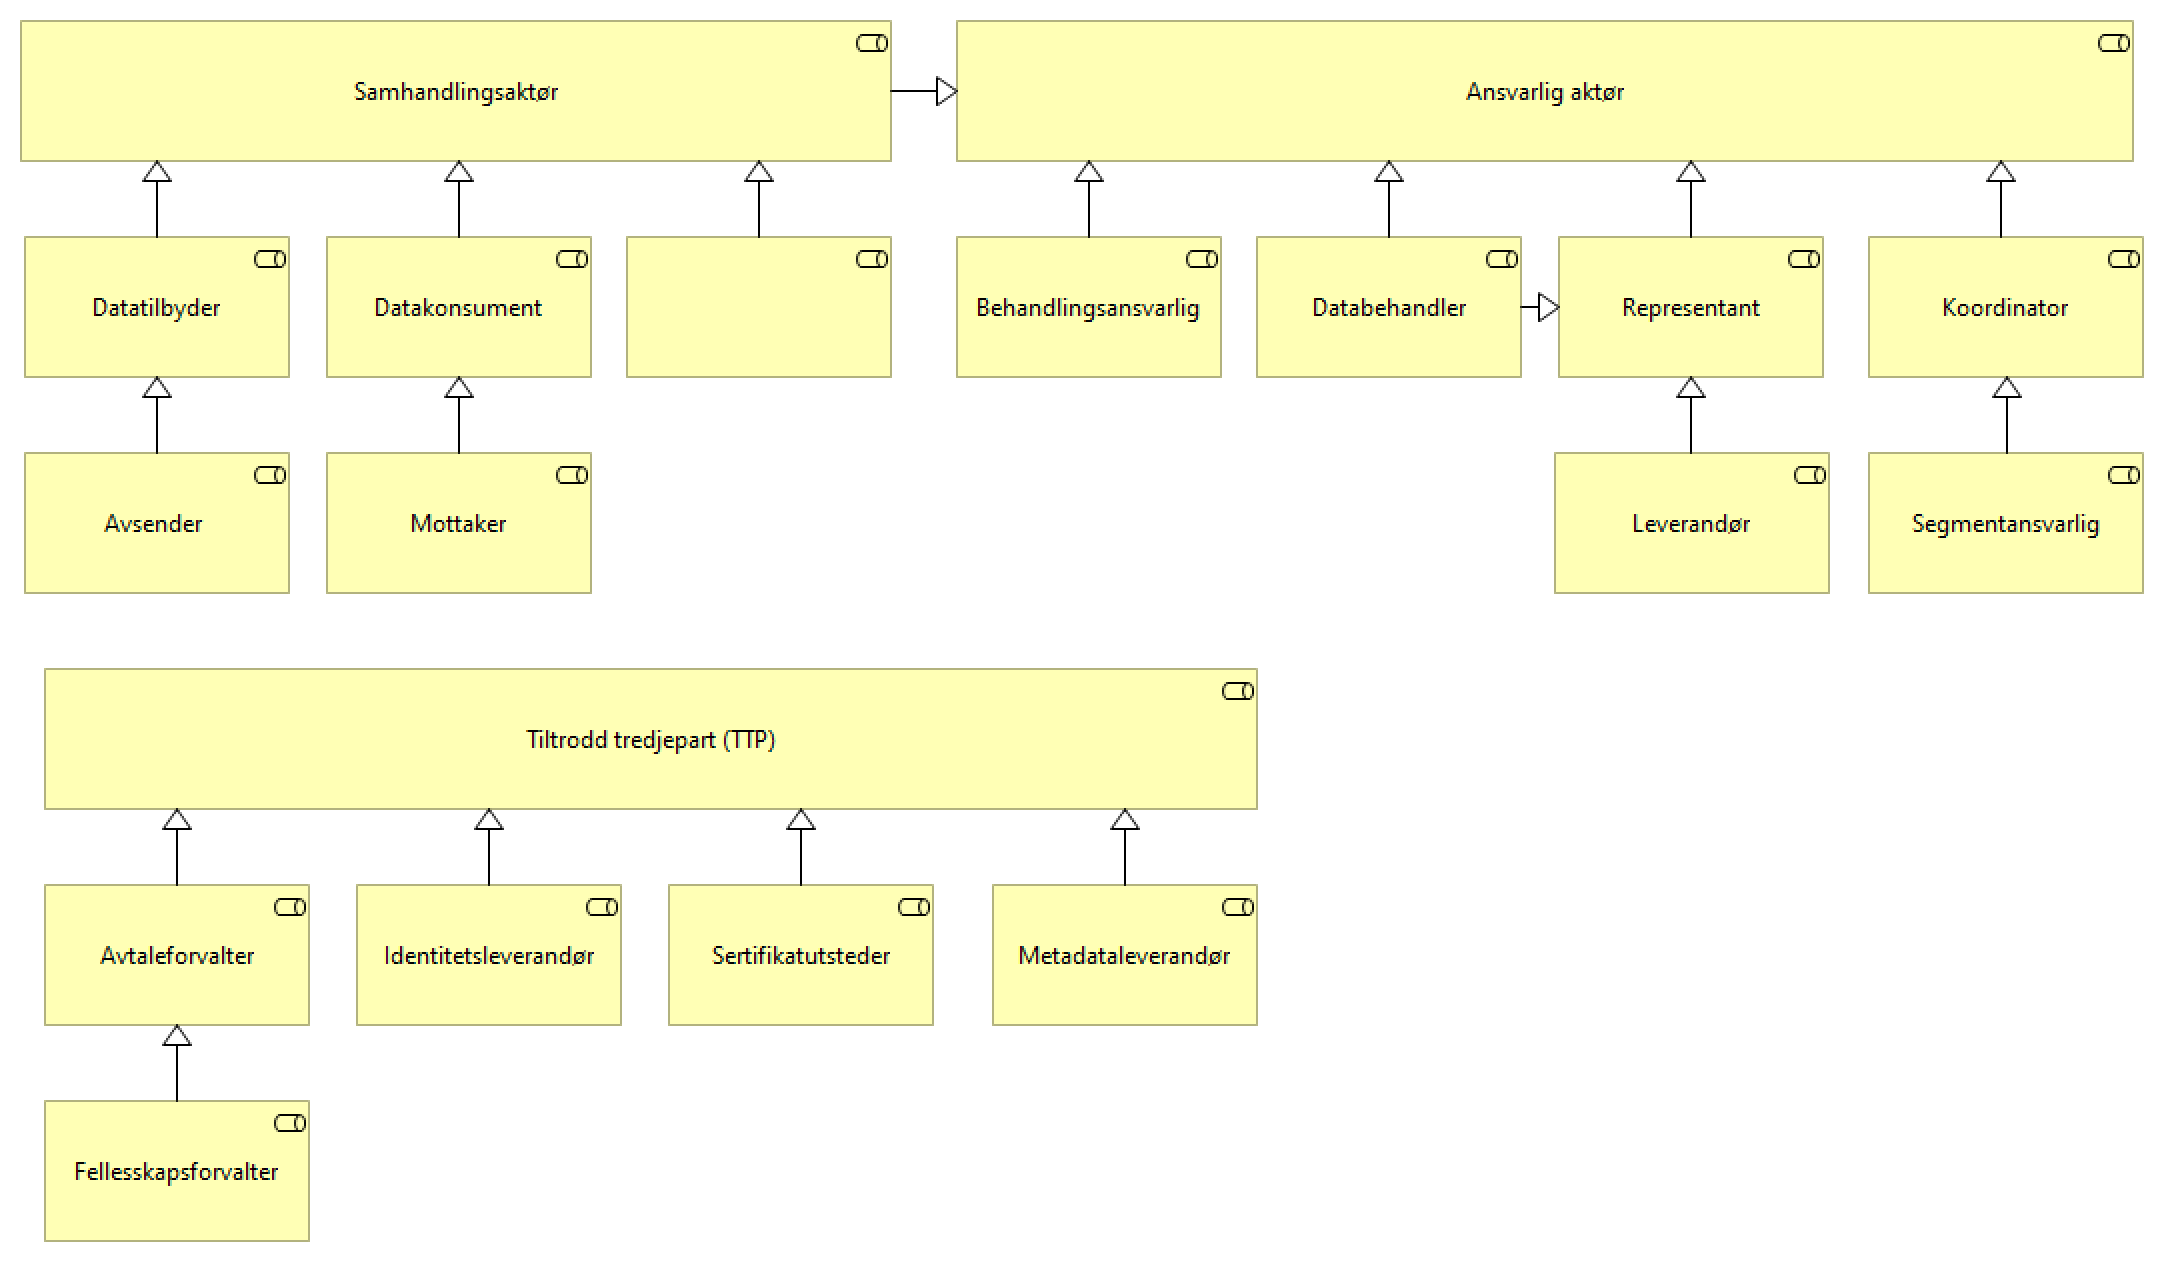 Samhandlingsaktør
Ansvarlig aktør
Datatilbyder
Datakonsument
Behandlingsansvarlig
Databehandler
Representant
Koordinator
Avsender
Mottaker
Leverandør
Segmentansvarlig
Tiltrodd tredjepart (TTP)
Avtaleforvalter
Identitetsleverandør
Sertifikatutsteder
Metadataleverandør
Fellesskapsforvalter